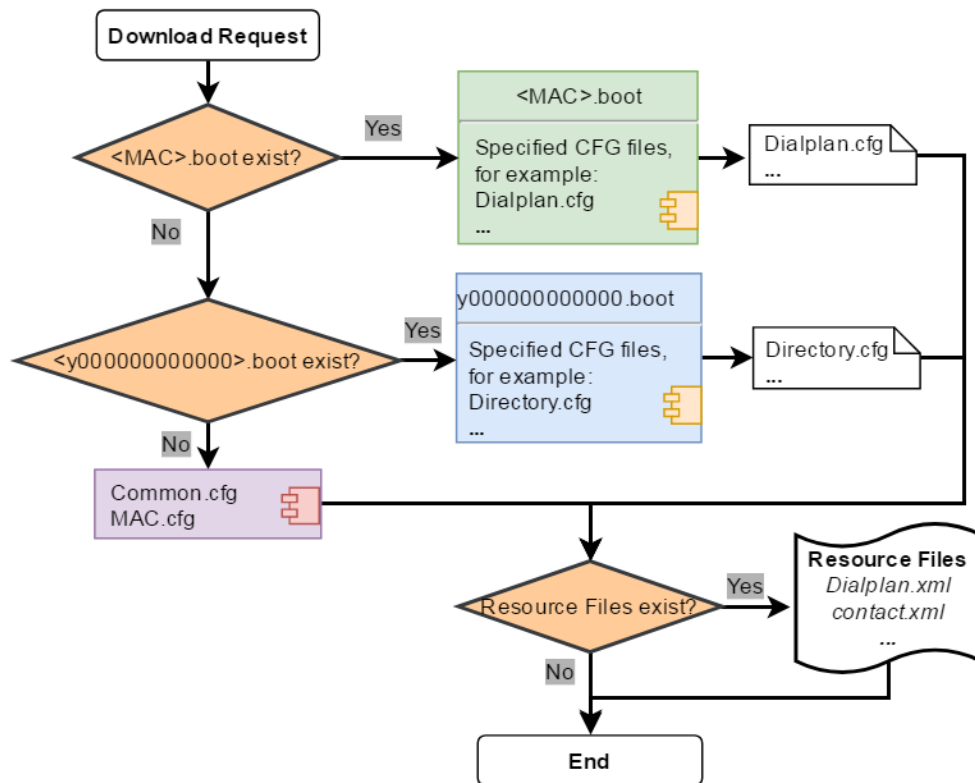 Download Request
<MAC>.boot exist?
Yes
<MAC>.boot
Specified CFG files,
for example:
Dialplan.cfg
...
Dialplan.cfg
...
No
<y000000000000>.boot exist?
Yes
y000000000000.boot
Specified CFG files,
for example:
Directory.cfg
...
Directory.cfg
...
No
Common.cfg
MAC.cfg
Resource Files exist?
Yes
Resource Files
Dialplan.xml
contact.xml
...
No
End